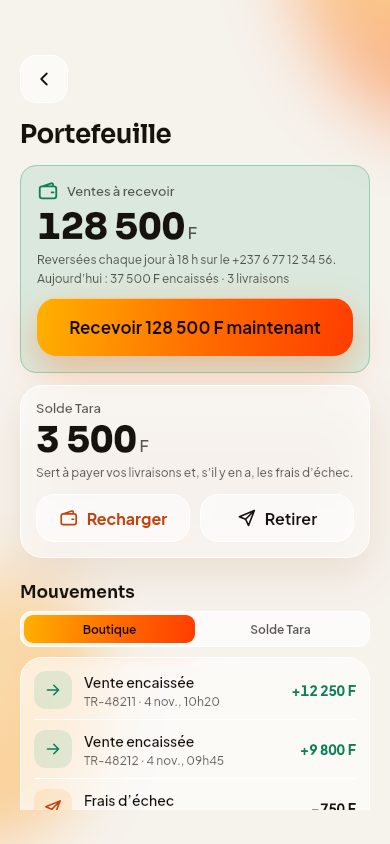 Portefeuille
Ventes à recevoir
128 500 F
Reversées chaque jour à 18 h sur le +237 6 77 12 34 56.
Aujourd’hui : 37 500 F encaissés · 3 livraisons
Recevoir 128 500 F maintenant
Solde Tara
3 500 F
Sert à payer vos livraisons et, s’il y en a, les frais d’échec.
Recharger
Retirer
Mouvements
Boutique
Solde Tara
Vente encaissée
+12 250 F
TR-48211 · 4 nov., 10h20
Vente encaissée
+9 800 F
TR-48212 · 4 nov., 09h45
Frais d’échec
−750 F